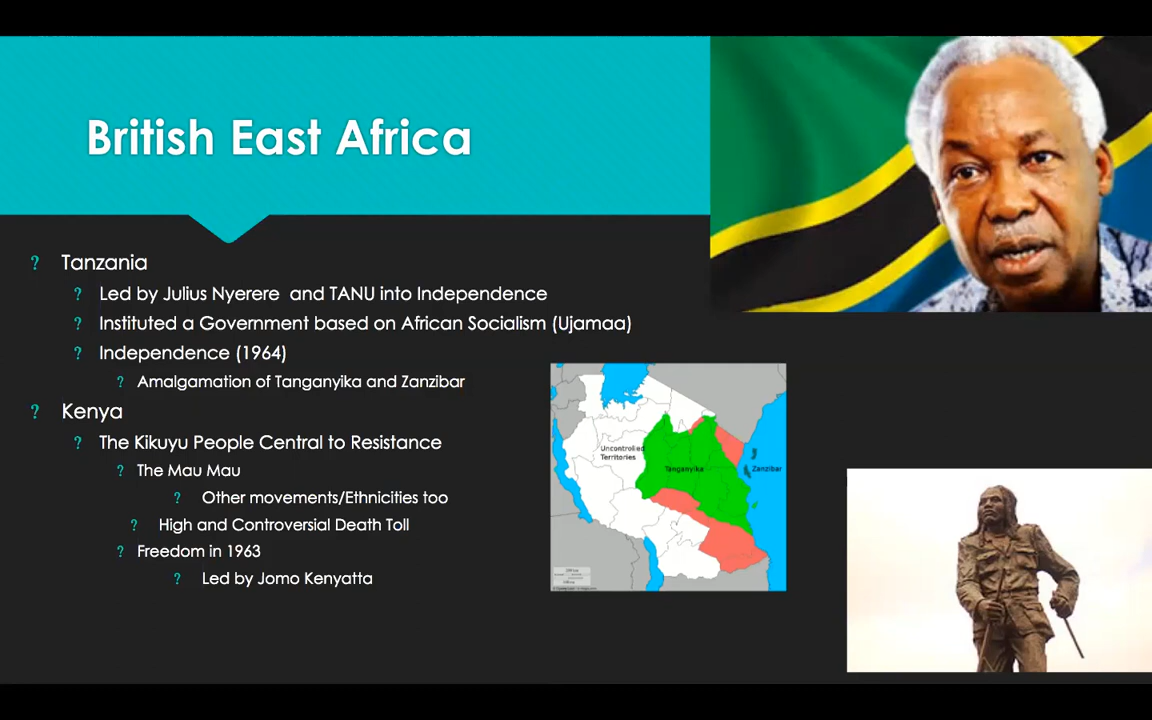 British East Africa
? Tanzania
? Led by Julius Nyerere and TANU into Independence
? Instituted a Government based on African Socialism (Ujamaa)
? Independence (1964)
? Amalgamation of Tanganyika and Zanzibar
? Kenya
? The Kikuyu People Central to Resistance
? The Mau Mau
? Other movements/Ethnicities too
? High and Controversial Death Toll
? Freedom in 1963
? Led by Jomo Kenyatta
Uncontrolled
Territories
Tanganyika
Zanzibar